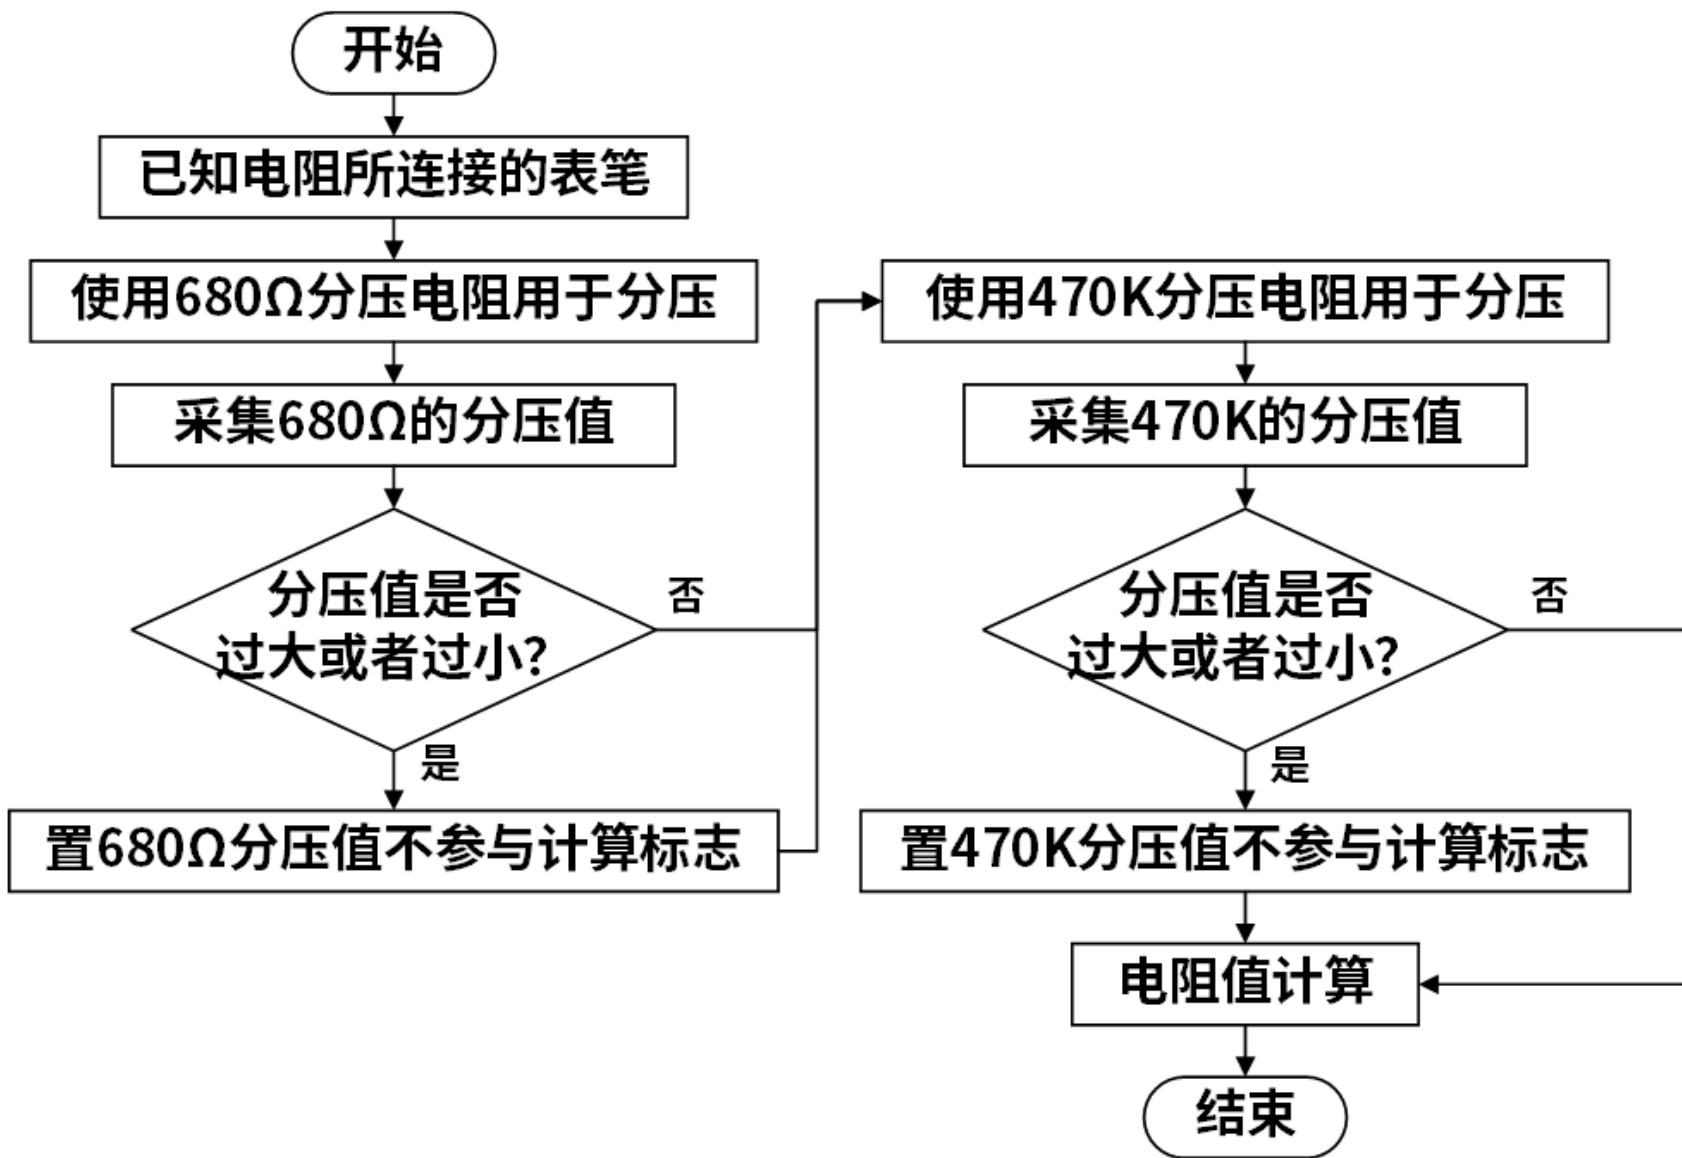 开始
已知电阻所连接的表笔
使用680Ω分压电阻用于分压
采集680Ω的分压值
分压值是否
过大或者过小?
否
是
置680Ω分压值不参与计算标志
使用470K分压电阻用于分压
采集470K的分压值
分压值是否
过大或者过小?
否
是
置470K分压值不参与计算标志
电阻值计算
结束